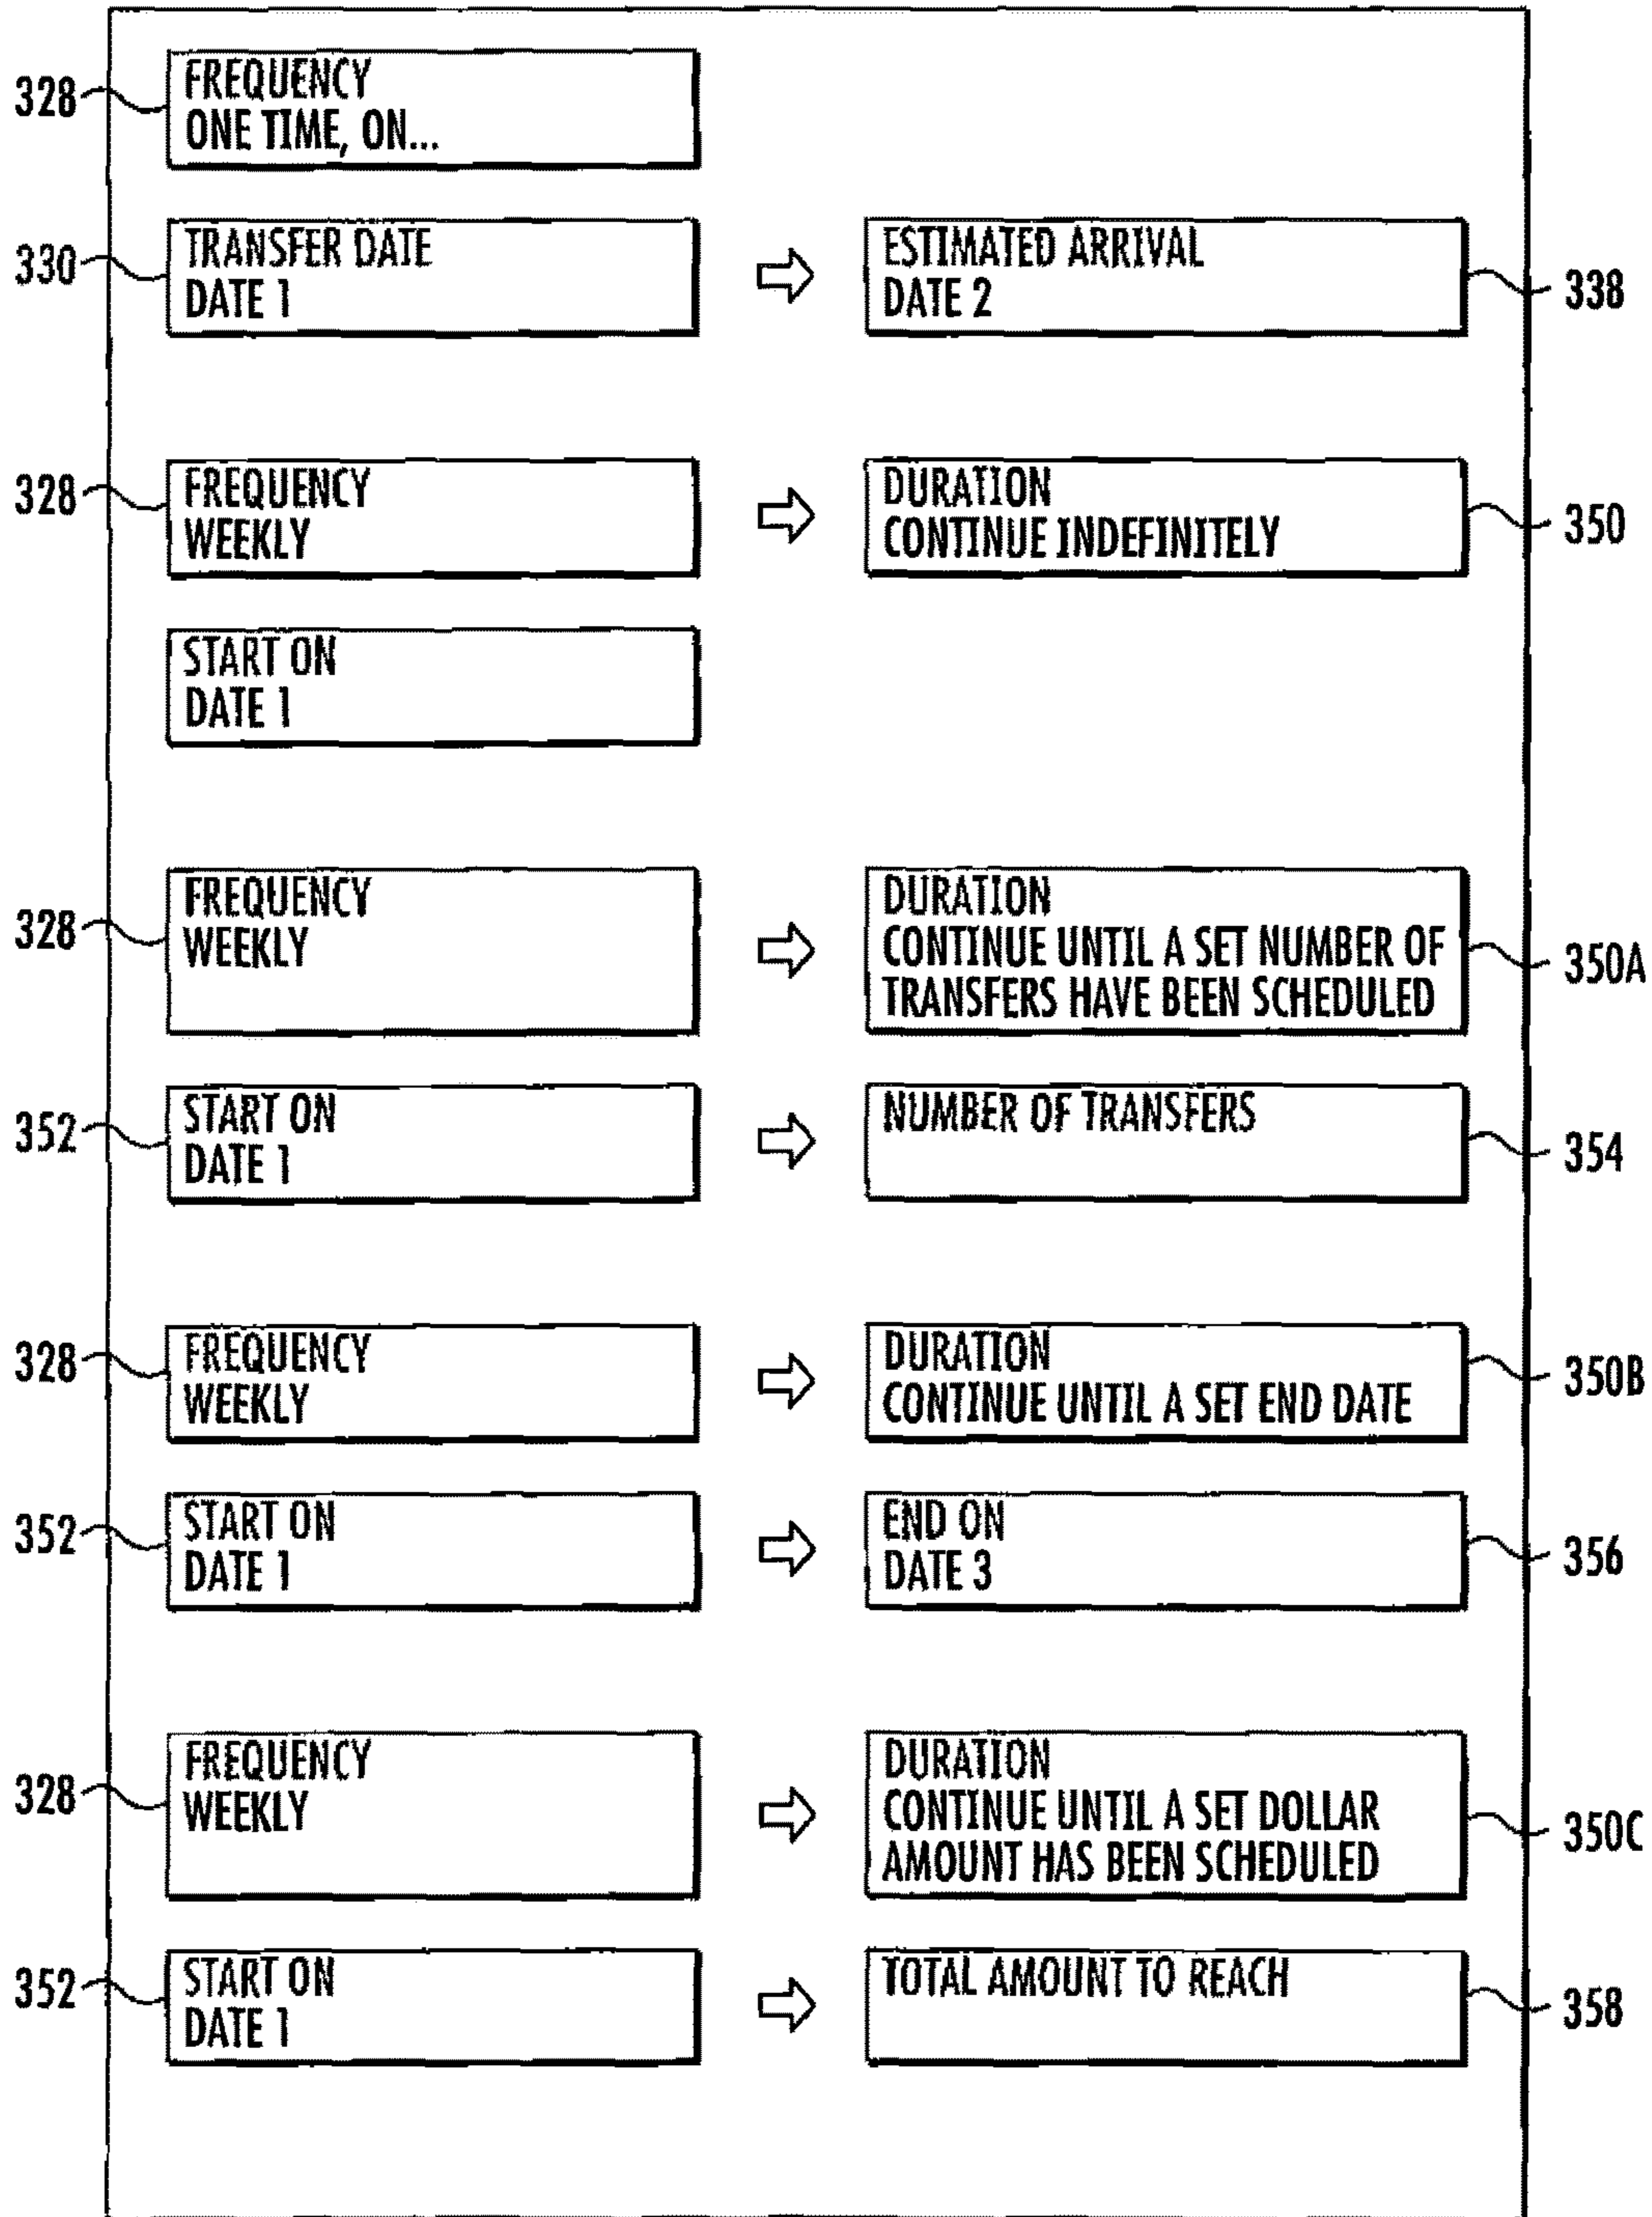 328
FREQUENCY
ONE TIME, ON...
330
TRANSFER DATE
DATE 1
ESTIMATED ARRIVAL
DATE 2
338
328
FREQUENCY
WEEKLY
DURATION
CONTINUE INDEFINITELY
350
START ON
DATE 1
328
FREQUENCY
WEEKLY
DURATION
CONTINUE UNTIL A SET NUMBER OF
TRANSFERS HAVE BEEN SCHEDULED
350A
352
START ON
DATE 1
NUMBER OF TRANSFERS
354
328
FREQUENCY
WEEKLY
DURATION
CONTINUE UNTIL A SET END DATE
350B
352
START ON
DATE 1
END ON
DATE 3
356
328
FREQUENCY
WEEKLY
DURATION
CONTINUE UNTIL A SET DOLLAR
AMOUNT HAS BEEN SCHEDULED
350C
352
START ON
DATE 1
TOTAL AMOUNT TO REACH
358